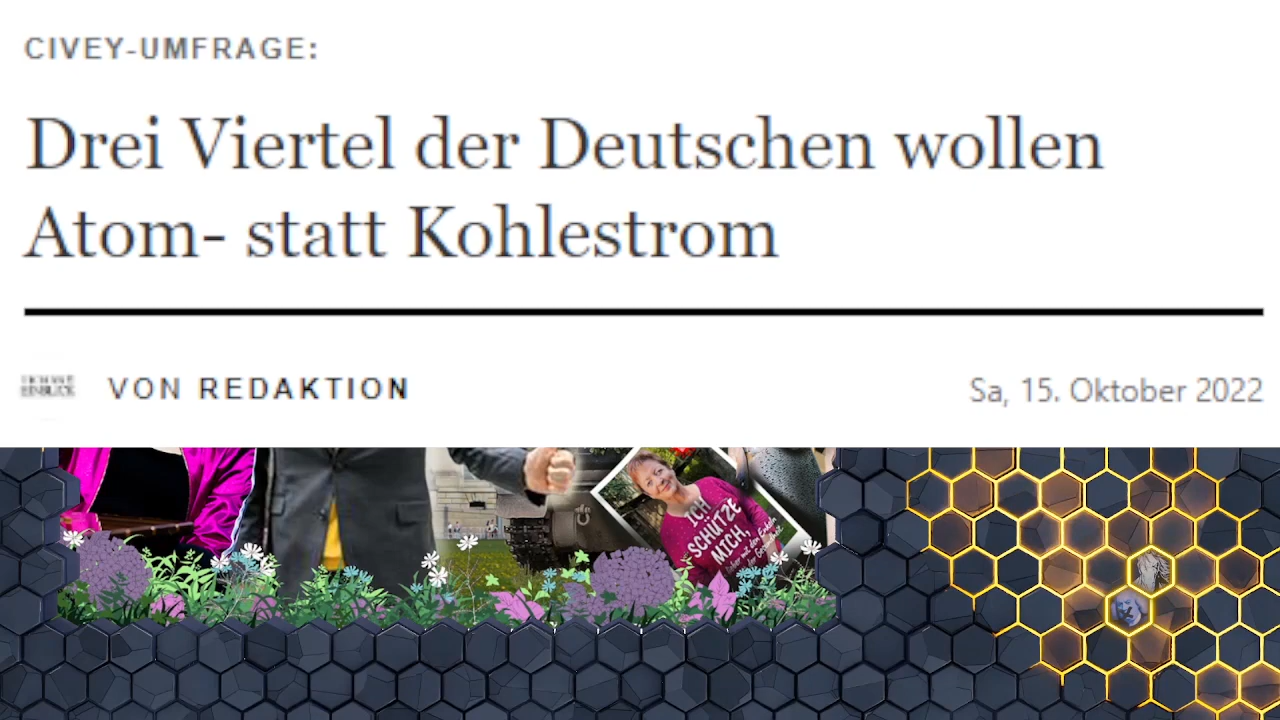 CIVEY-UMFRAGE:
Drei Viertel der Deutschen wollen
Atom- statt Kohlestrom
VON REDAKTION
Sa, 15. Oktober 2022
ICH
SCHÜTZE
MICH,